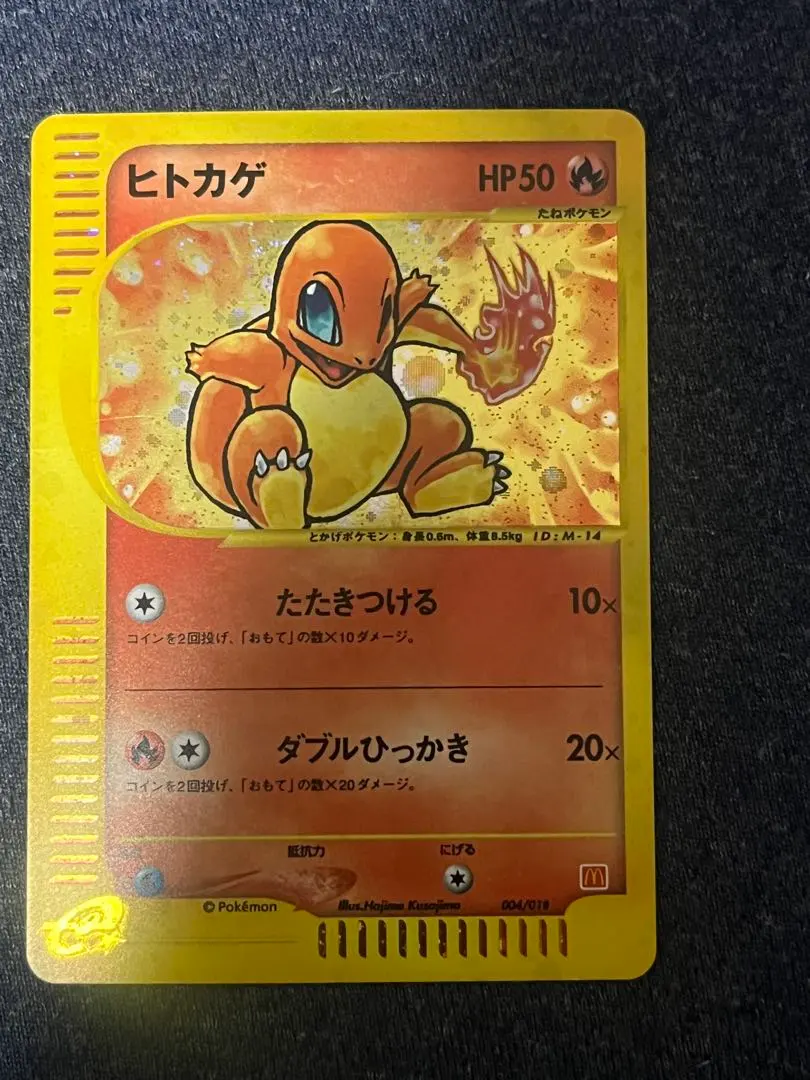 ヒトカゲ HP50
たねポケモン
とかげポケモン：身長0.6m、体重8.5kg ID:M-14
たたきつける 10×
コインを2回投げ、「おもて」の数×10ダメージ。
ダブルひっかき 20×
コインを2回投げ、「おもて」の数×20ダメージ。
抵抗力 にげる
©Pokémon Illus.Hajime Kusajima 004/018